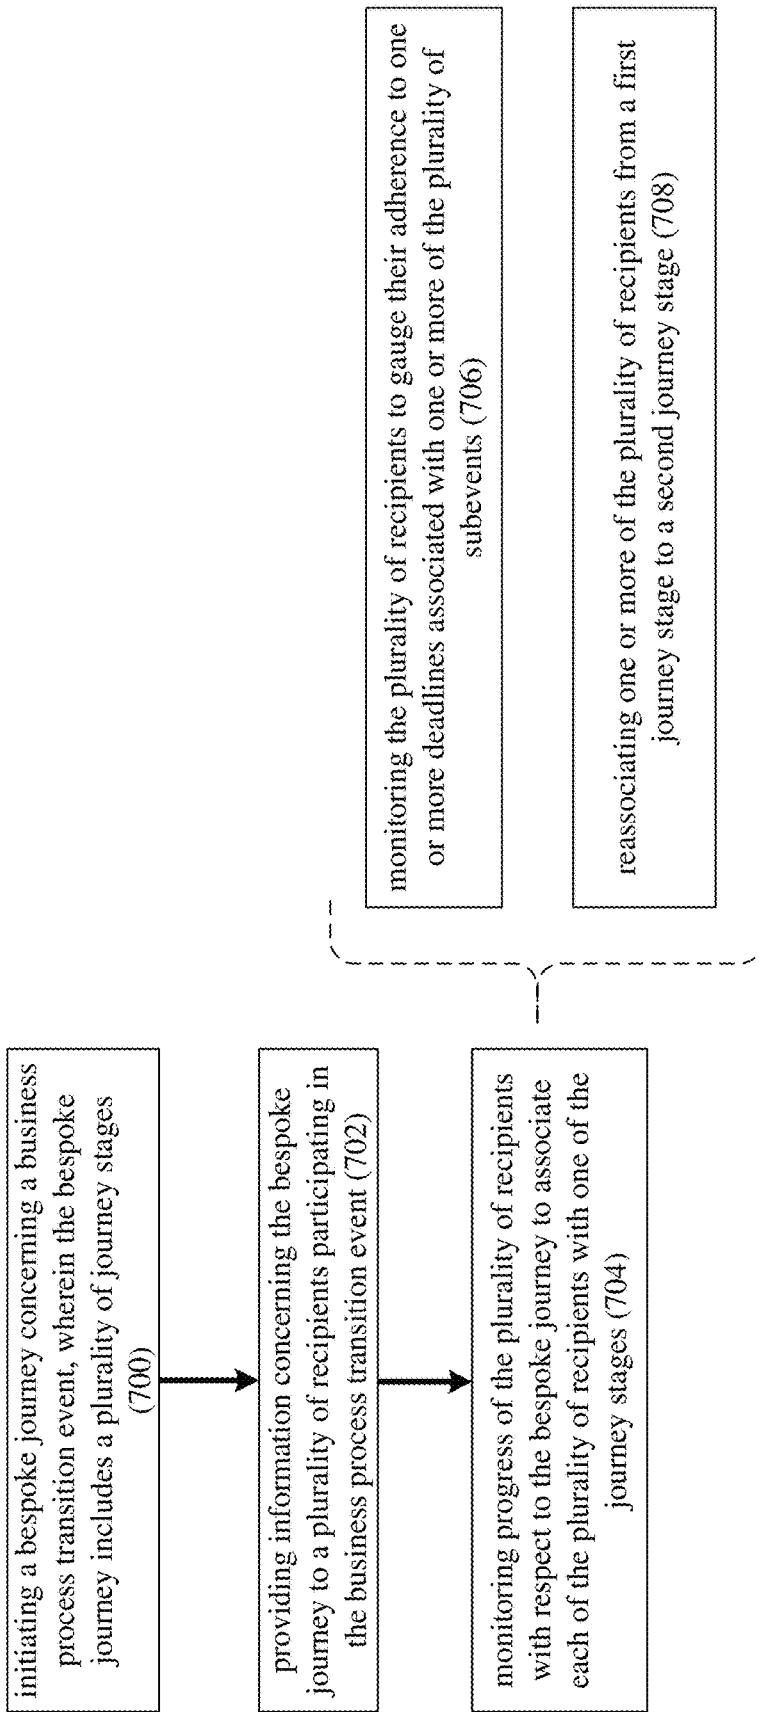 initiating a bespoke journey concerning a business
process transition event, wherein the bespoke
journey includes a plurality of journey stages
(700)
providing information concerning the bespoke
journey to a plurality of recipients participating in
the business process transition event (702)
monitoring progress of the plurality of recipients
with respect to the bespoke journey to associate
each of the plurality of recipients with one of the
journey stages (704)
monitoring the plurality of recipients to gauge their adherence to one
or more deadlines associated with one or more of the plurality of
subevents (706)
reassociating one or more of the plurality of recipients from a first
journey stage to a second journey stage (708)